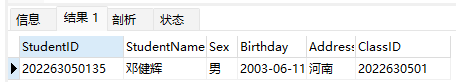 信息 结果 1 剖析 状态
StudentID StudentName Sex Birthday Address ClassID
202263050135 邓健辉 男 2003-06-11 河南 2022630501